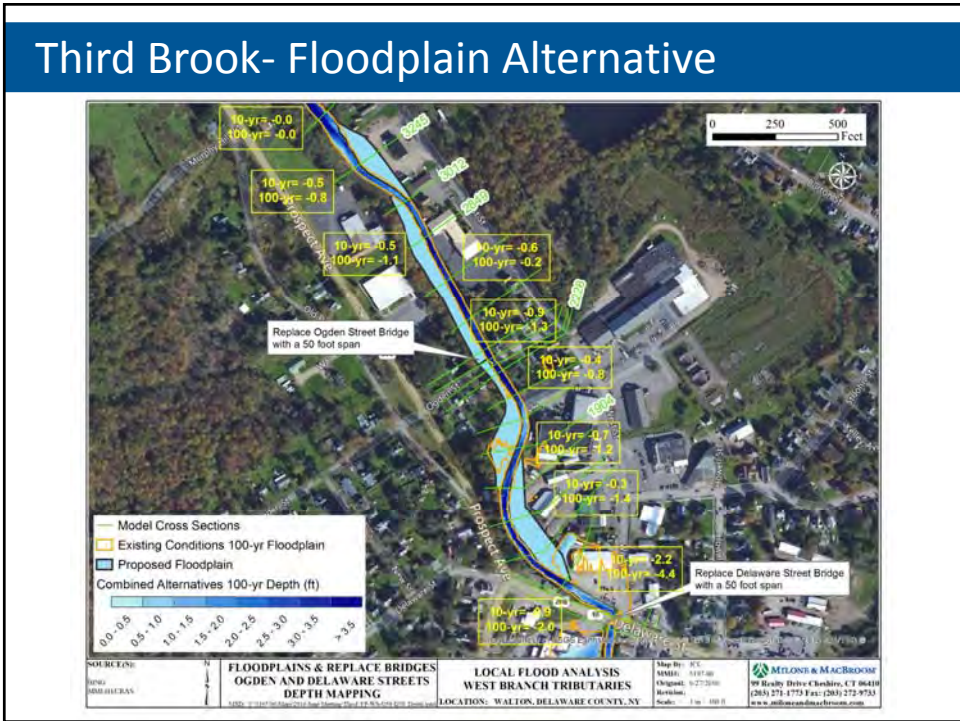 Third Brook- Floodplain Alternative
0 250 500
Feet
10-yr= -0.0
100-yr= -0.0
3245
3012
2849
10-yr= -0.5
100-yr= -0.8
Prospect Ave
10-yr= -0.5
100-yr= -1.1
10-yr= -0.6
100-yr= -0.2
2228
10-yr= -0.9
100-yr= -1.3
Replace Ogden Street Bridge
with a 50 foot span
10-yr= -0.4
100-yr= -0.8
1904
10-yr= -0.7
100-yr= -1.2
10-yr= -0.3
100-yr= -1.4
Prospect Ave
10-yr= -2.2
100-yr= -4.4
Replace Delaware Street Bridge
with a 50 foot span
100-yr= -2.0
Model Cross Sections
Existing Conditions 100-yr Floodplain
Proposed Floodplain
Combined Alternatives 100-yr Depth (ft)
0.0 - 0.5
0.5 - 1.0
1.0 - 1.5
1.5 - 2.0
2.0 - 2.5
2.5 - 3.0
3.0 - 3.5
> 3.5
SOURCE(S):
N
FLOODPLAINS & REPLACE BRIDGES
OGDEN AND DELAWARE STREETS
DEPTH MAPPING
LOCAL FLOOD ANALYSIS
WEST BRANCH TRIBUTARIES
LOCATION: WALTON, DELAWARE COUNTY, NY
Map By:
MMI#:
Original:
Revision:
Scale:
MILONE & MACBROOM
99 Realty Drive Cheshire, CT 06410
(203) 271-1773 Fax: (203) 272-9733
www.miloneandmacbroom.com